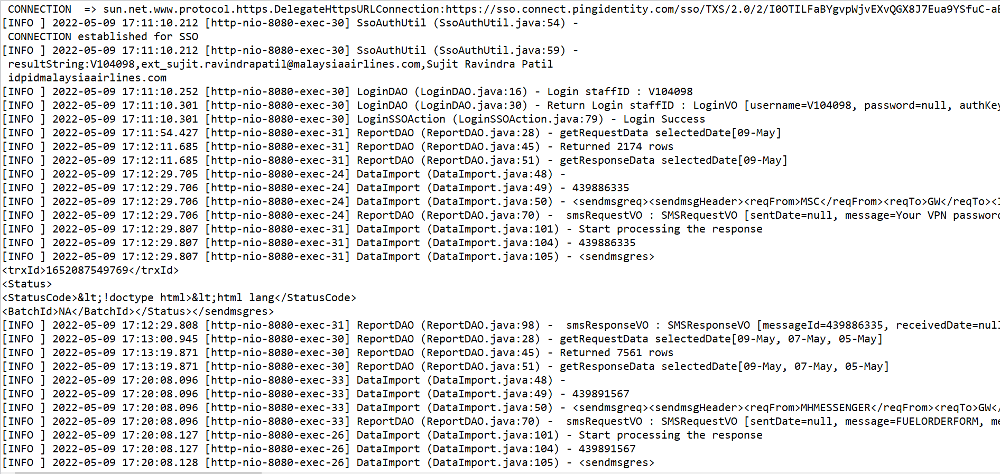 CONNECTION  => sun.net.www.protocol.https.DelegateHttpsURLConnection:https://sso.connect.pingidentity.com/sso/TXS/2.0/2/I0OTILFaBYgvpWjvEXvQGX8J7Eua9YSfuC-aE
[INFO ] 2022-05-09 17:11:10.212 [http-nio-8080-exec-30] SsoAuthUtil (SsoAuthUtil.java:54) -
CONNECTION established for SSO
[INFO ] 2022-05-09 17:11:10.212 [http-nio-8080-exec-30] SsoAuthUtil (SsoAuthUtil.java:59) -
resultString:V104098,ext_sujit.ravindrapatil@malaysiaairlines.com,Sujit Ravindra Patil
idpidmalaysiaairlines.com
[INFO ] 2022-05-09 17:11:10.252 [http-nio-8080-exec-30] LoginDAO (LoginDAO.java:16) - Login staffID : V104098
[INFO ] 2022-05-09 17:11:10.301 [http-nio-8080-exec-30] LoginDAO (LoginDAO.java:30) - Return Login staffID : LoginVO [username=V104098, password=null, authKey
[INFO ] 2022-05-09 17:11:10.301 [http-nio-8080-exec-30] LoginSSOAction (LoginSSOAction.java:79) - Login Success
[INFO ] 2022-05-09 17:11:54.427 [http-nio-8080-exec-31] ReportDAO (ReportDAO.java:28) - getRequestData selectedDate[09-May]
[INFO ] 2022-05-09 17:12:11.685 [http-nio-8080-exec-31] ReportDAO (ReportDAO.java:45) - Returned 2174 rows
[INFO ] 2022-05-09 17:12:11.685 [http-nio-8080-exec-31] ReportDAO (ReportDAO.java:51) - getResponseData selectedDate[09-May]
[INFO ] 2022-05-09 17:12:29.705 [http-nio-8080-exec-24] DataImport (DataImport.java:48) -
[INFO ] 2022-05-09 17:12:29.706 [http-nio-8080-exec-24] DataImport (DataImport.java:49) - 439886335
[INFO ] 2022-05-09 17:12:29.706 [http-nio-8080-exec-24] DataImport (DataImport.java:50) - <sendmsgreq><sendmsgHeader><reqFrom>MSC</reqFrom><reqTo>GW</reqTo><
[INFO ] 2022-05-09 17:12:29.706 [http-nio-8080-exec-24] ReportDAO (ReportDAO.java:70) -  smsRequestVO : SMSRequestVO [sentDate=null, message=Your VPN password
[INFO ] 2022-05-09 17:12:29.807 [http-nio-8080-exec-31] DataImport (DataImport.java:101) - Start processing the response
[INFO ] 2022-05-09 17:12:29.807 [http-nio-8080-exec-31] DataImport (DataImport.java:104) - 439886335
[INFO ] 2022-05-09 17:12:29.807 [http-nio-8080-exec-31] DataImport (DataImport.java:105) - <sendmsgres>
<trxId>1652087549769</trxId>
<Status>
<StatusCode>&lt;!doctype html>&lt;html lang</StatusCode>
<BatchId>NA</BatchId></Status></sendmsgres>
[INFO ] 2022-05-09 17:12:29.808 [http-nio-8080-exec-31] ReportDAO (ReportDAO.java:98) -  smsResponseVO : SMSResponseVO [messageId=439886335, receivedDate=null
[INFO ] 2022-05-09 17:13:00.945 [http-nio-8080-exec-30] ReportDAO (ReportDAO.java:28) - getRequestData selectedDate[09-May, 07-May, 05-May]
[INFO ] 2022-05-09 17:13:19.871 [http-nio-8080-exec-30] ReportDAO (ReportDAO.java:45) - Returned 7561 rows
[INFO ] 2022-05-09 17:13:19.871 [http-nio-8080-exec-30] ReportDAO (ReportDAO.java:51) - getResponseData selectedDate[09-May, 07-May, 05-May]
[INFO ] 2022-05-09 17:20:08.096 [http-nio-8080-exec-33] DataImport (DataImport.java:48) -
[INFO ] 2022-05-09 17:20:08.096 [http-nio-8080-exec-33] DataImport (DataImport.java:49) - 439891567
[INFO ] 2022-05-09 17:20:08.096 [http-nio-8080-exec-33] DataImport (DataImport.java:50) - <sendmsgreq><sendmsgHeader><reqFrom>MHMESSENGER</reqFrom><reqTo>GW</
[INFO ] 2022-05-09 17:20:08.096 [http-nio-8080-exec-33] ReportDAO (ReportDAO.java:70) -  smsRequestVO : SMSRequestVO [sentDate=null, message=FUELORDERFORM, me
[INFO ] 2022-05-09 17:20:08.127 [http-nio-8080-exec-26] DataImport (DataImport.java:101) - Start processing the response
[INFO ] 2022-05-09 17:20:08.127 [http-nio-8080-exec-26] DataImport (DataImport.java:104) - 439891567
[INFO ] 2022-05-09 17:20:08.128 [http-nio-8080-exec-26] DataImport (DataImport.java:105) - <sendmsgres>